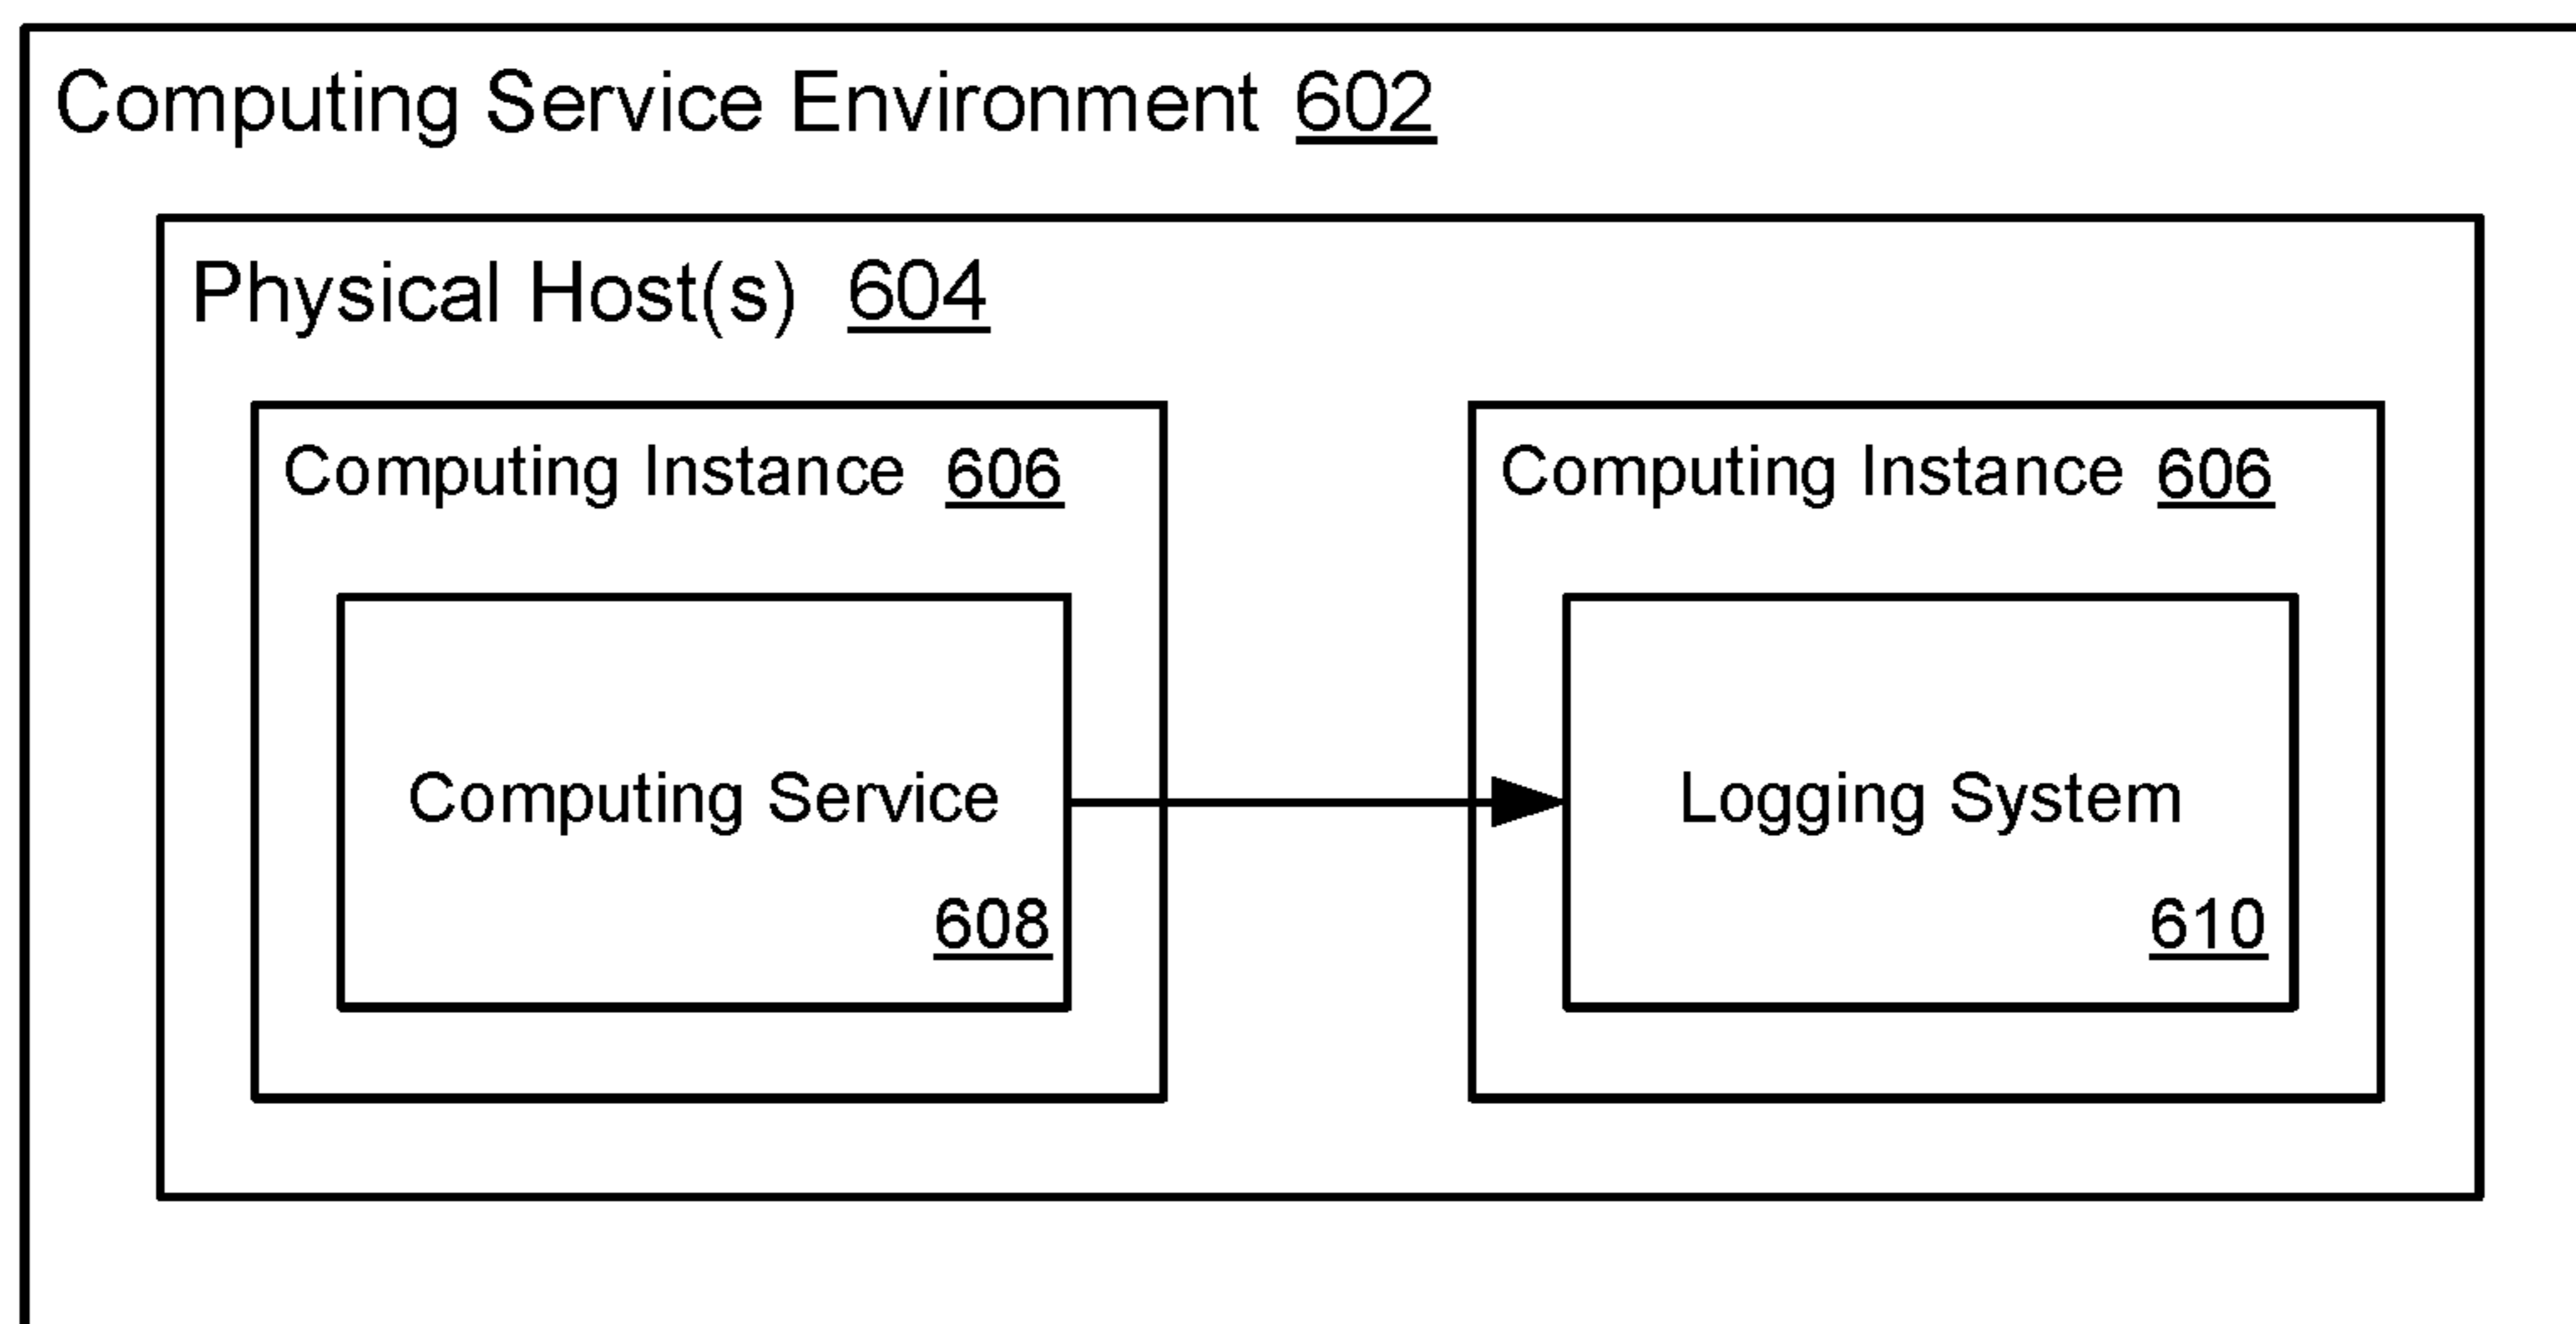 Computing Service Environment 602
Physical Host(s) 604
Computing Instance 606
Computing Service
608
Computing Instance 606
Logging System
610